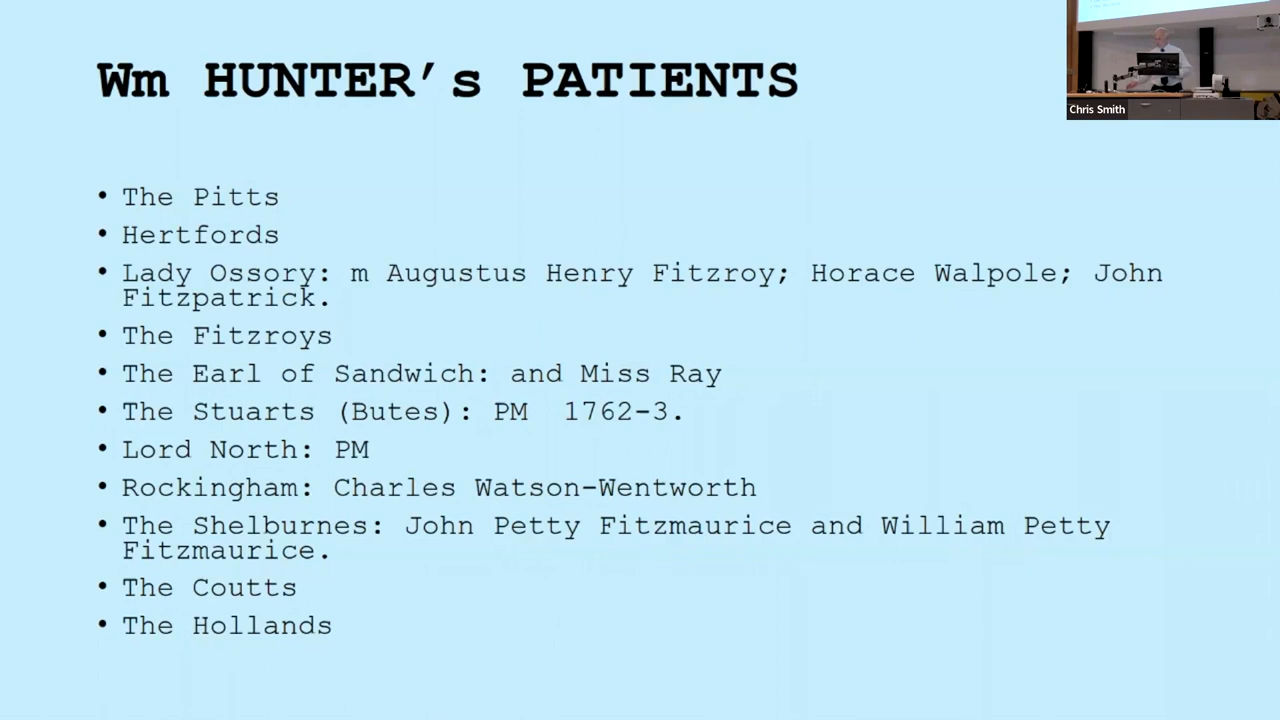 Wm HUNTER’s PATIENTS
Chris Smith
• The Pitts
• Hertfords
• Lady Ossory: m Augustus Henry Fitzroy; Horace Walpole; John
Fitzpatrick.
• The Fitzroys
• The Earl of Sandwich: and Miss Ray
• The Stuarts (Butes): PM  1762-3.
• Lord North: PM
• Rockingham: Charles Watson-Wentworth
• The Shelburnes: John Petty Fitzmaurice and William Petty
Fitzmaurice.
• The Coutts
• The Hollands